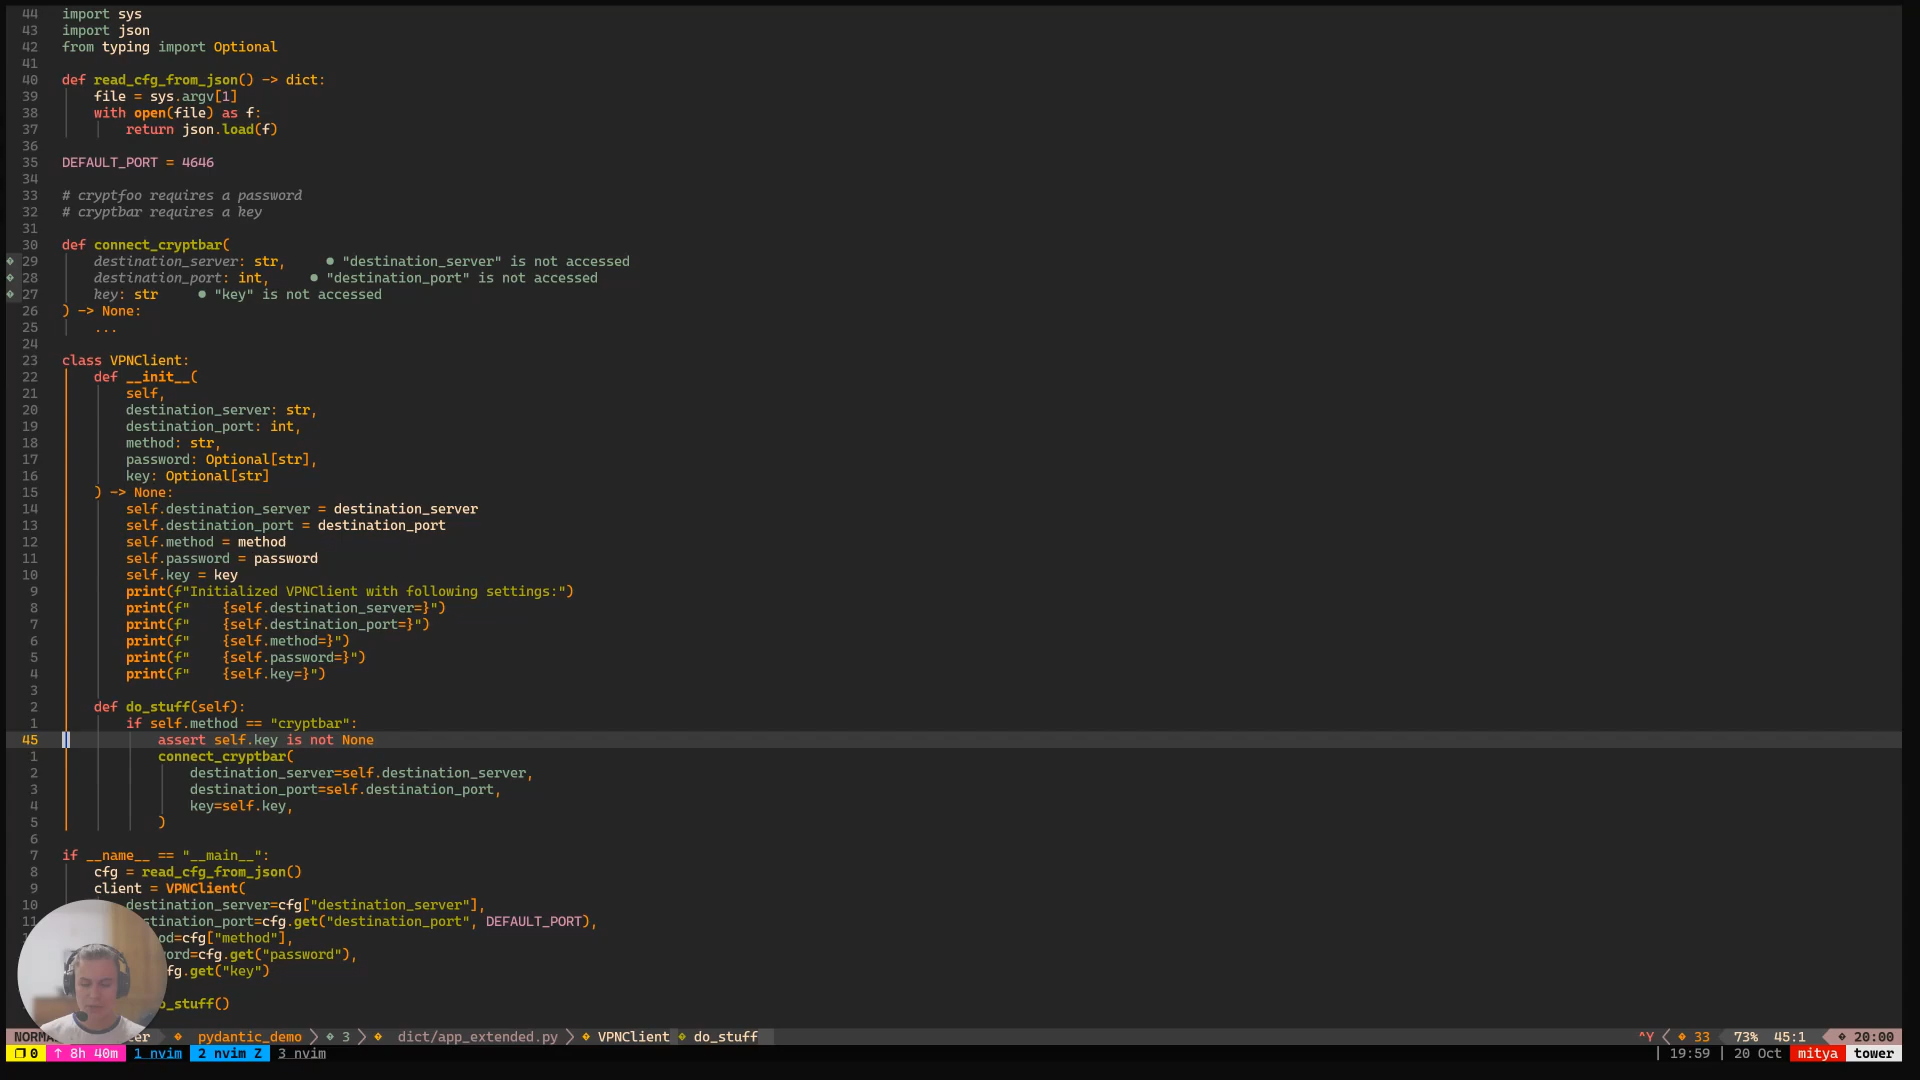 44 import sys
43 import json
42 from typing import Optional
41
40 def read_cfg_from_json() -> dict:
39     file = sys.argv[1]
38     with open(file) as f:
37         return json.load(f)
36
35 DEFAULT_PORT = 4646
34
33 # cryptfoo requires a password
32 # cryptbar requires a key
31
30 def connect_cryptbar(
29     destination_server: str,     ● "destination_server" is not accessed
28     destination_port: int,     ● "destination_port" is not accessed
27     key: str     ● "key" is not accessed
26 ) -> None:
25     ...
24
23 class VPNClient:
22     def __init__(
21         self,
20         destination_server: str,
19         destination_port: int,
18         method: str,
17         password: Optional[str],
16         key: Optional[str]
15     ) -> None:
14         self.destination_server = destination_server
13         self.destination_port = destination_port
12         self.method = method
11         self.password = password
10         self.key = key
9         print(f"Initialized VPNClient with following settings:")
8         print(f"    {self.destination_server=}")
7         print(f"    {self.destination_port=}")
6         print(f"    {self.method=}")
5         print(f"    {self.password=}")
4         print(f"    {self.key=}")
3
2     def do_stuff(self):
1         if self.method == "cryptbar":
45             assert self.key is not None
1             connect_cryptbar(
2                 destination_server=self.destination_server,
3                 destination_port=self.destination_port,
4                 key=self.key,
5             )
6
7 if __name__ == "__main__":
8     cfg = read_cfg_from_json()
9     client = VPNClient(
10         destination_server=cfg["destination_server"],
11 stination_port=cfg.get("destination_port", DEFAULT_PORT),
od=cfg["method"],
ord=cfg.get("password"),
fg.get("key")
o_stuff()
NORM er pydantic_demo 3 dict/app_extended.py VPNClient do_stuff ^Y 33 73% 45:1 20:00
0 ↑ 8h 40m 1 nvim 2 nvim Z 3 nvim | 19:59 | 20 Oct mitya tower